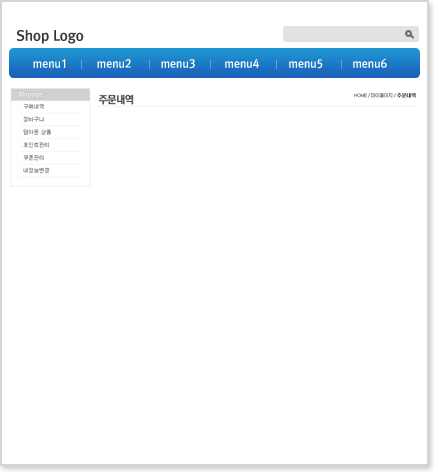 Shop Logo
menu1 menu2 menu3 menu4 menu5 menu6
Mypage
구매내역
장바구니
담아둔 상품
포인트관리
쿠폰관리
내정보변경
주문내역
HOME / 마이페이지 / 주문내역